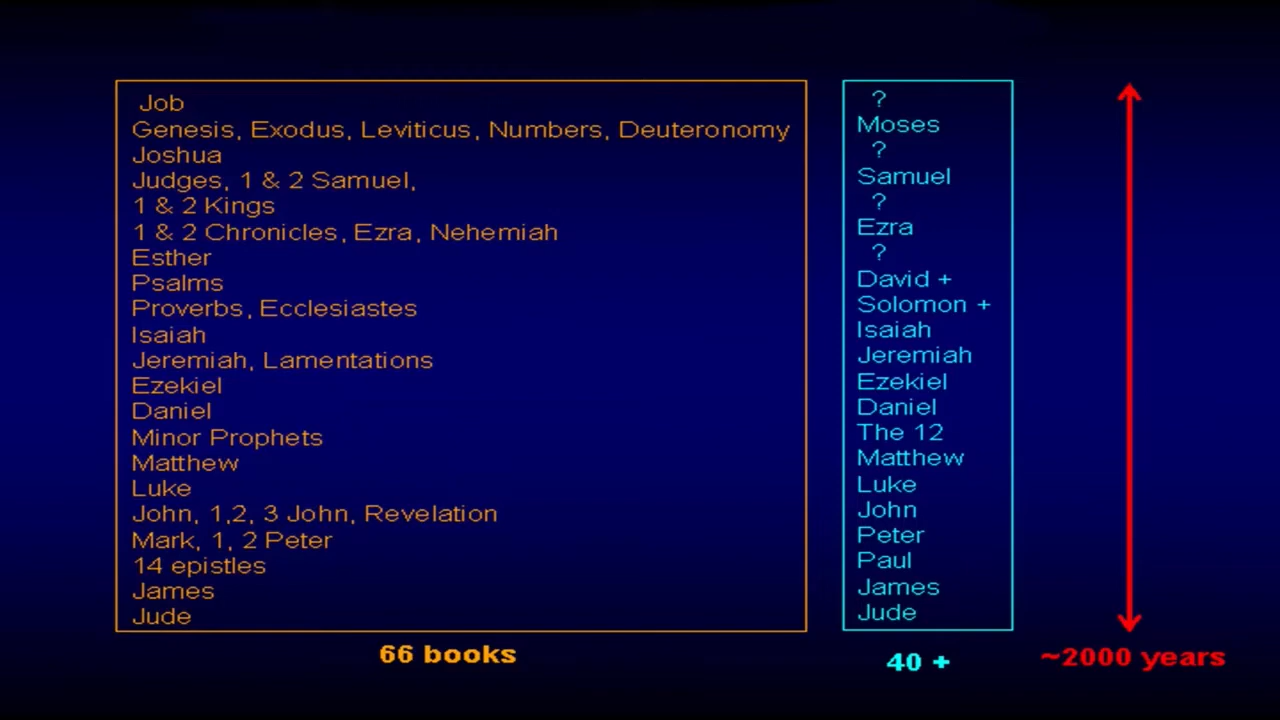 Job
Genesis, Exodus, Leviticus, Numbers, Deuteronomy
Joshua
Judges, 1 & 2 Samuel,
1 & 2 Kings
1 & 2 Chronicles, Ezra, Nehemiah
Esther
Psalms
Proverbs, Ecclesiastes
Isaiah
Jeremiah, Lamentations
Ezekiel
Daniel
Minor Prophets
Matthew
Luke
John, 1,2, 3 John, Revelation
Mark, 1, 2 Peter
14 epistles
James
Jude
66 books
?
Moses
?
Samuel
?
Ezra
?
David +
Solomon +
Isaiah
Jeremiah
Ezekiel
Daniel
The 12
Matthew
Luke
John
Peter
Paul
James
Jude
40 +
~2000 years